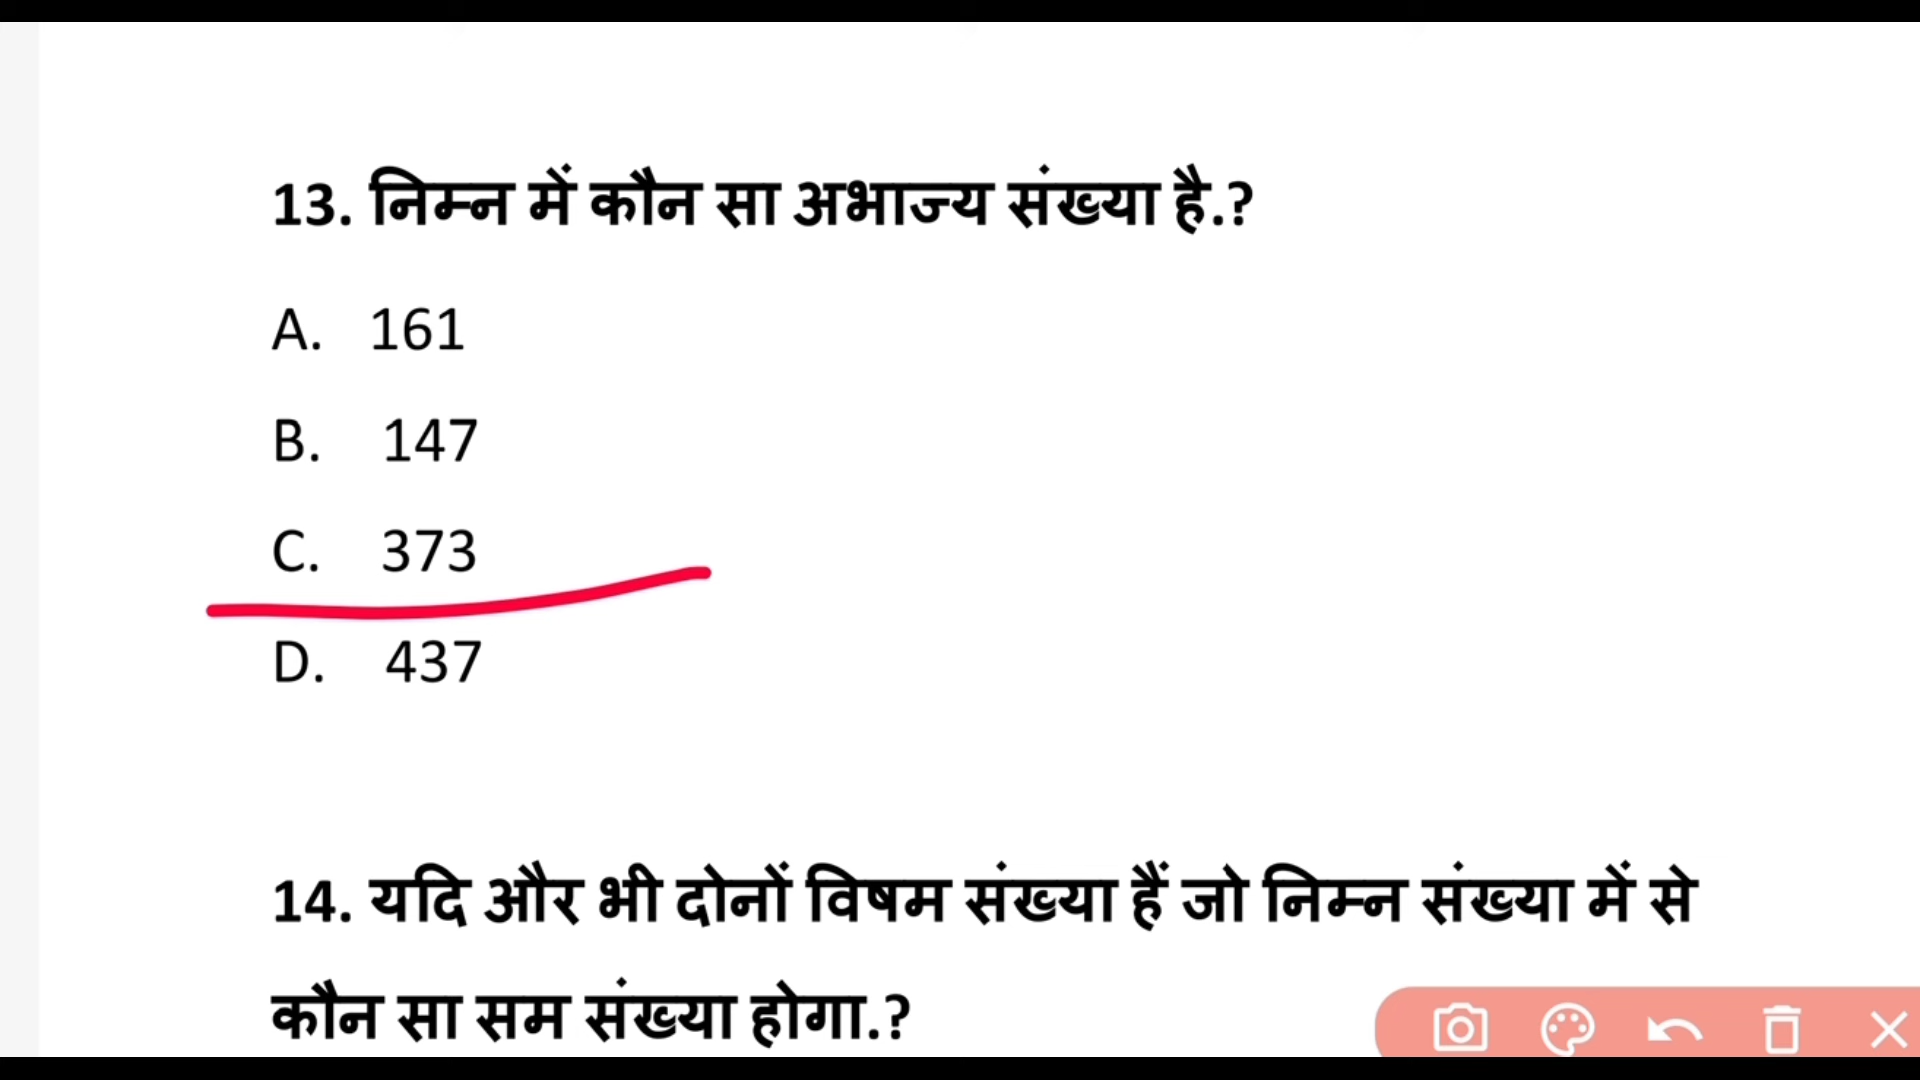 13. निम्न में कौन सा अभाज्य संख्या है.?
A. 161
B. 147
C. 373
D. 437
14. यदि और भी दोनों विषम संख्या हैं जो निम्न संख्या में से
कौन सा सम संख्या होगा.?